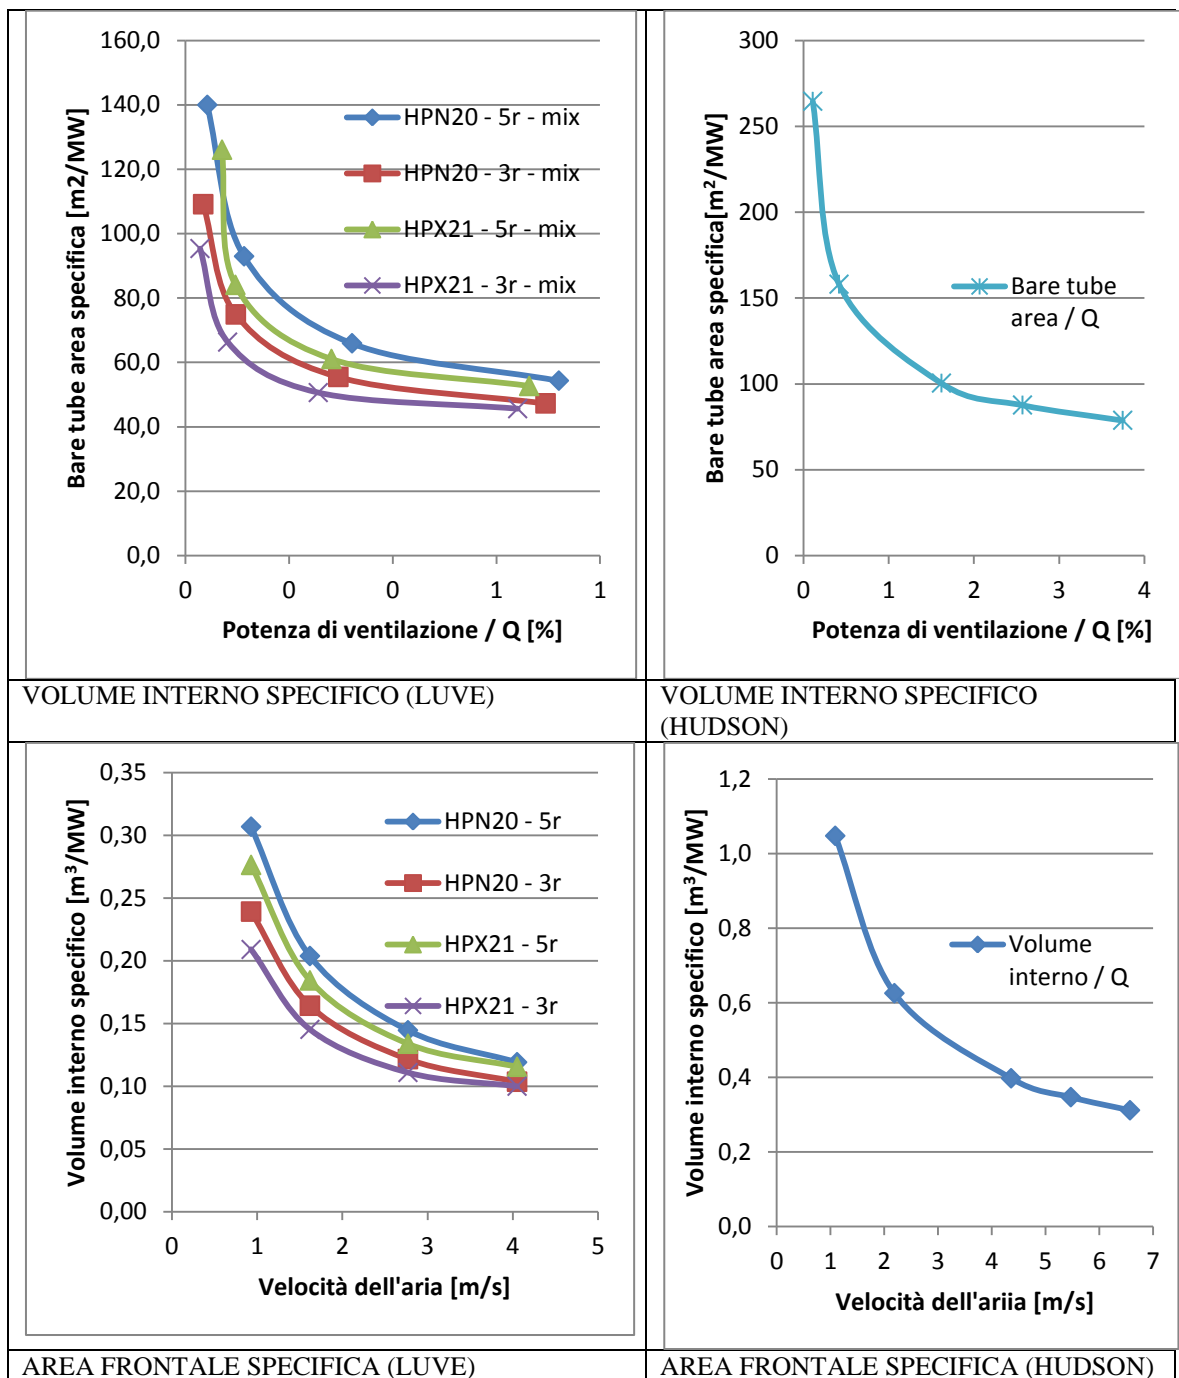 160,0
140,0
120,0
100,0
80,0
60,0
40,0
20,0
0,0
Bare tube area specifica [m2/MW]
HPN20 - 5r - mix
HPN20 - 3r - mix
HPX21 - 5r - mix
HPX21 - 3r - mix
0 0 0 1 1
Potenza di ventilazione / Q [%]
300
250
200
150
100
50
0
Bare tube area specifica[m²/MW]
Bare tube
area / Q
0 1 2 3 4
Potenza di ventilazione / Q [%]
VOLUME INTERNO SPECIFICO (LUVE)
VOLUME INTERNO SPECIFICO
(HUDSON)
0,35
0,30
0,25
0,20
0,15
0,10
0,05
0,00
Volume interno specifico [m³/MW]
HPN20 - 5r
HPN20 - 3r
HPX21 - 5r
HPX21 - 3r
0 1 2 3 4 5
Velocità dell'aria [m/s]
1,2
1,0
0,8
0,6
0,4
0,2
0,0
Volume interno specifico [m³/MW]
Volume
interno / Q
0 1 2 3 4 5 6 7
Velocità dell'ariia [m/s]
AREA FRONTALE SPECIFICA (LUVE)
AREA FRONTALE SPECIFICA (HUDSON)